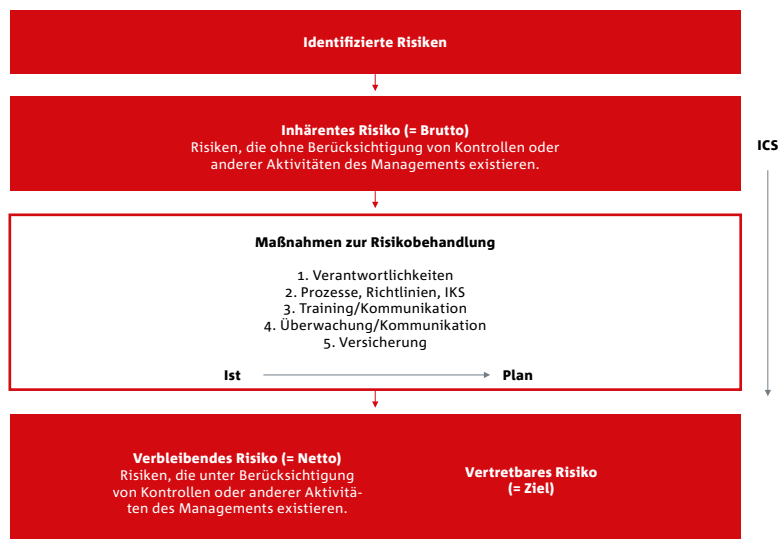 Identifizierte Risiken
Inhärentes Risiko (= Brutto)
Risiken, die ohne Berücksichtigung von Kontrollen oder
anderer Aktivitäten des Managements existieren.
ICS
Maßnahmen zur Risikobehandlung
1. Verantwortlichkeiten
2. Prozesse, Richtlinien, IKS
3. Training/Kommunikation
4. Überwachung/Kommunikation
5. Versicherung
Ist
Plan
Verbleibendes Risiko (= Netto)
Risiken, die unter Berücksichtigung
von Kontrollen oder anderer Aktivitä-
ten des Managements existieren.
Vertretbares Risiko
(= Ziel)